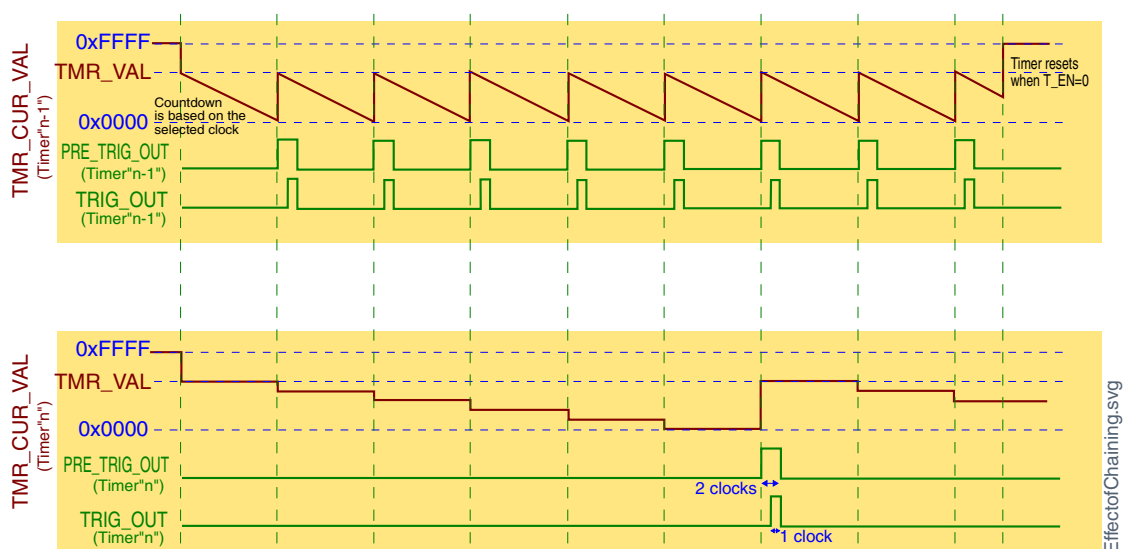 TMR_CUR_VAL
(Timer"n-1")
0xFFFF
TMR_VAL
Countdown
is based on the
selected clock
0x0000
Timer resets
when T_EN=0
PRE_TRIG_OUT
(Timer"n-1")
TRIG_OUT
(Timer"n-1")
TMR_CUR_VAL
(Timer"n")
0xFFFF
TMR_VAL
0x0000
PRE_TRIG_OUT
(Timer"n")
2 clocks
TRIG_OUT
(Timer"n")
1 clock
EffectofChaining.svg